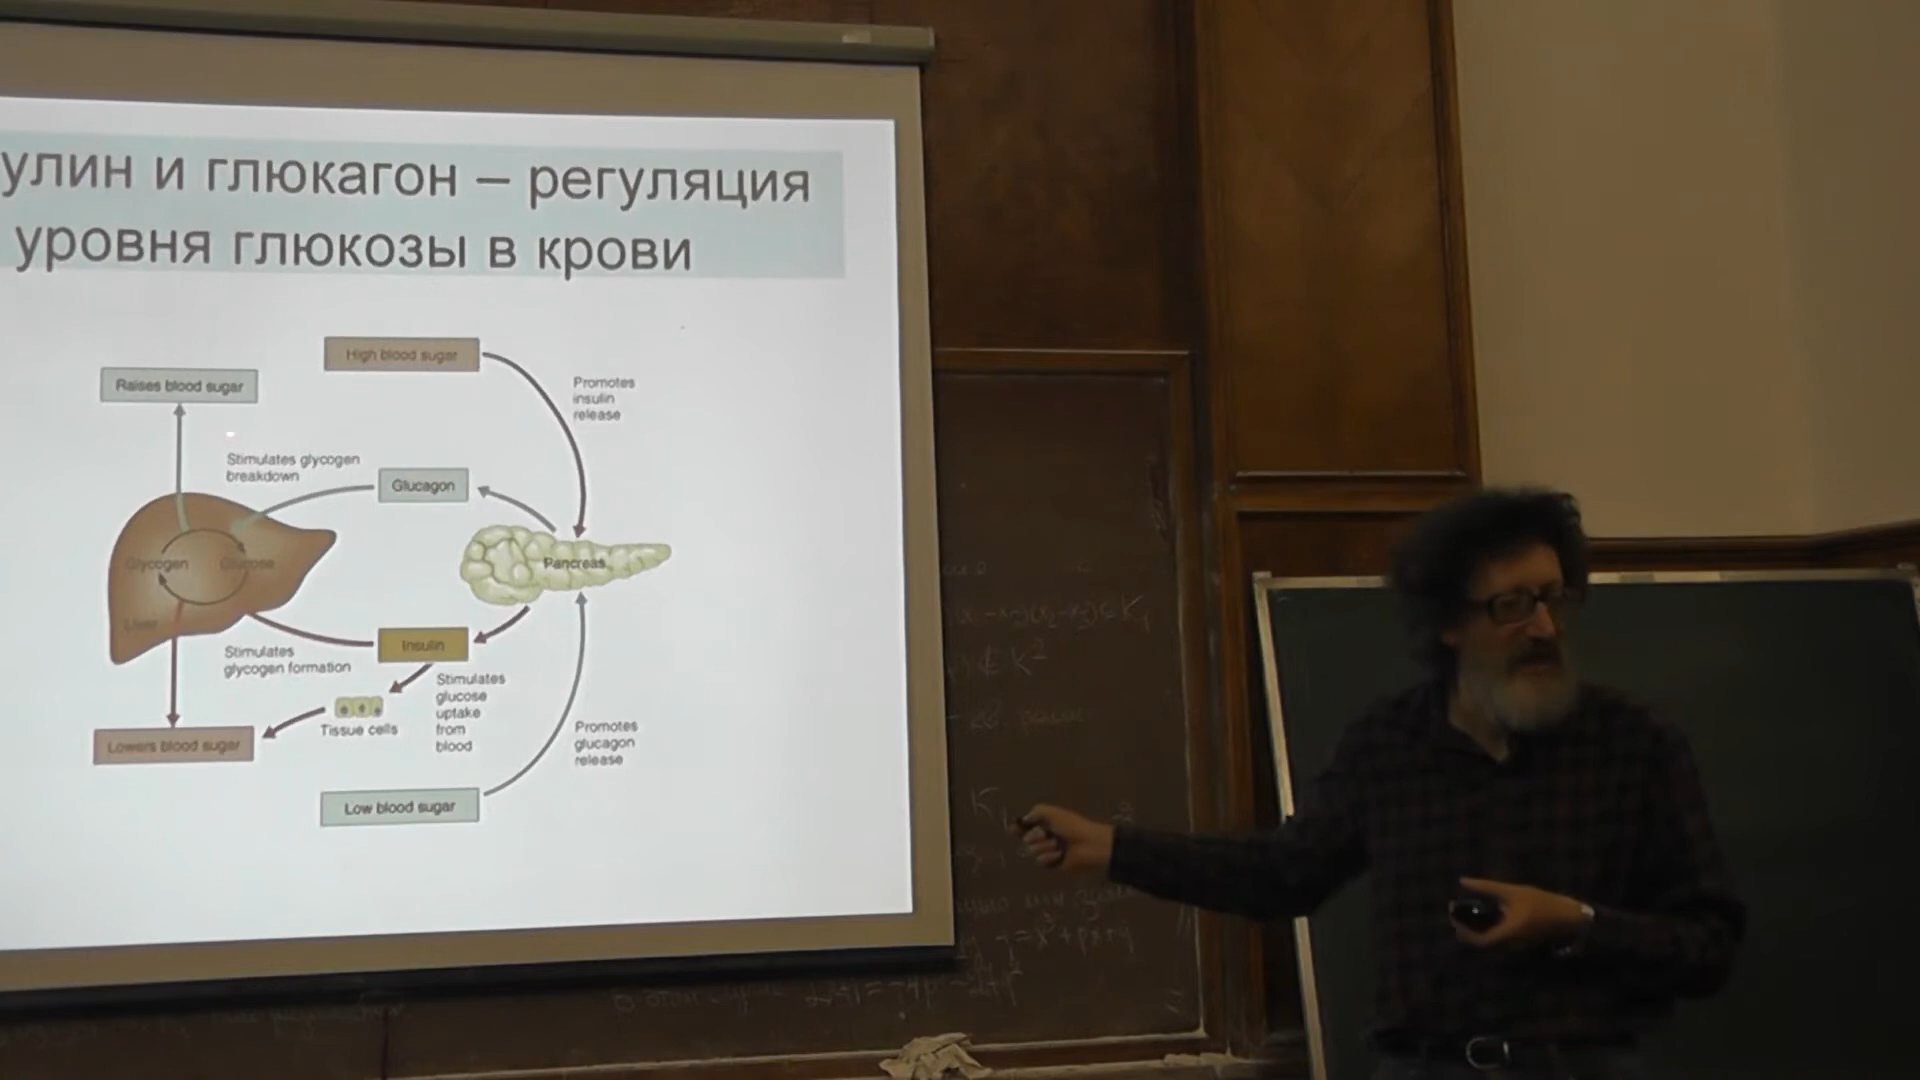 улин и глюкагон – регуляция
уровня глюкозы в крови
High blood sugar
Raises blood sugar
Promotes
insulin
release
Stimulates glycogen
breakdown
Glucagon
Glycogen
Glucose
Pancreas
Liver
Insulin
Stimulates
glycogen formation
Stimulates
glucose
uptake
from
blood
Tissue cells
Lowers blood sugar
Promotes
glucagon
release
Low blood sugar